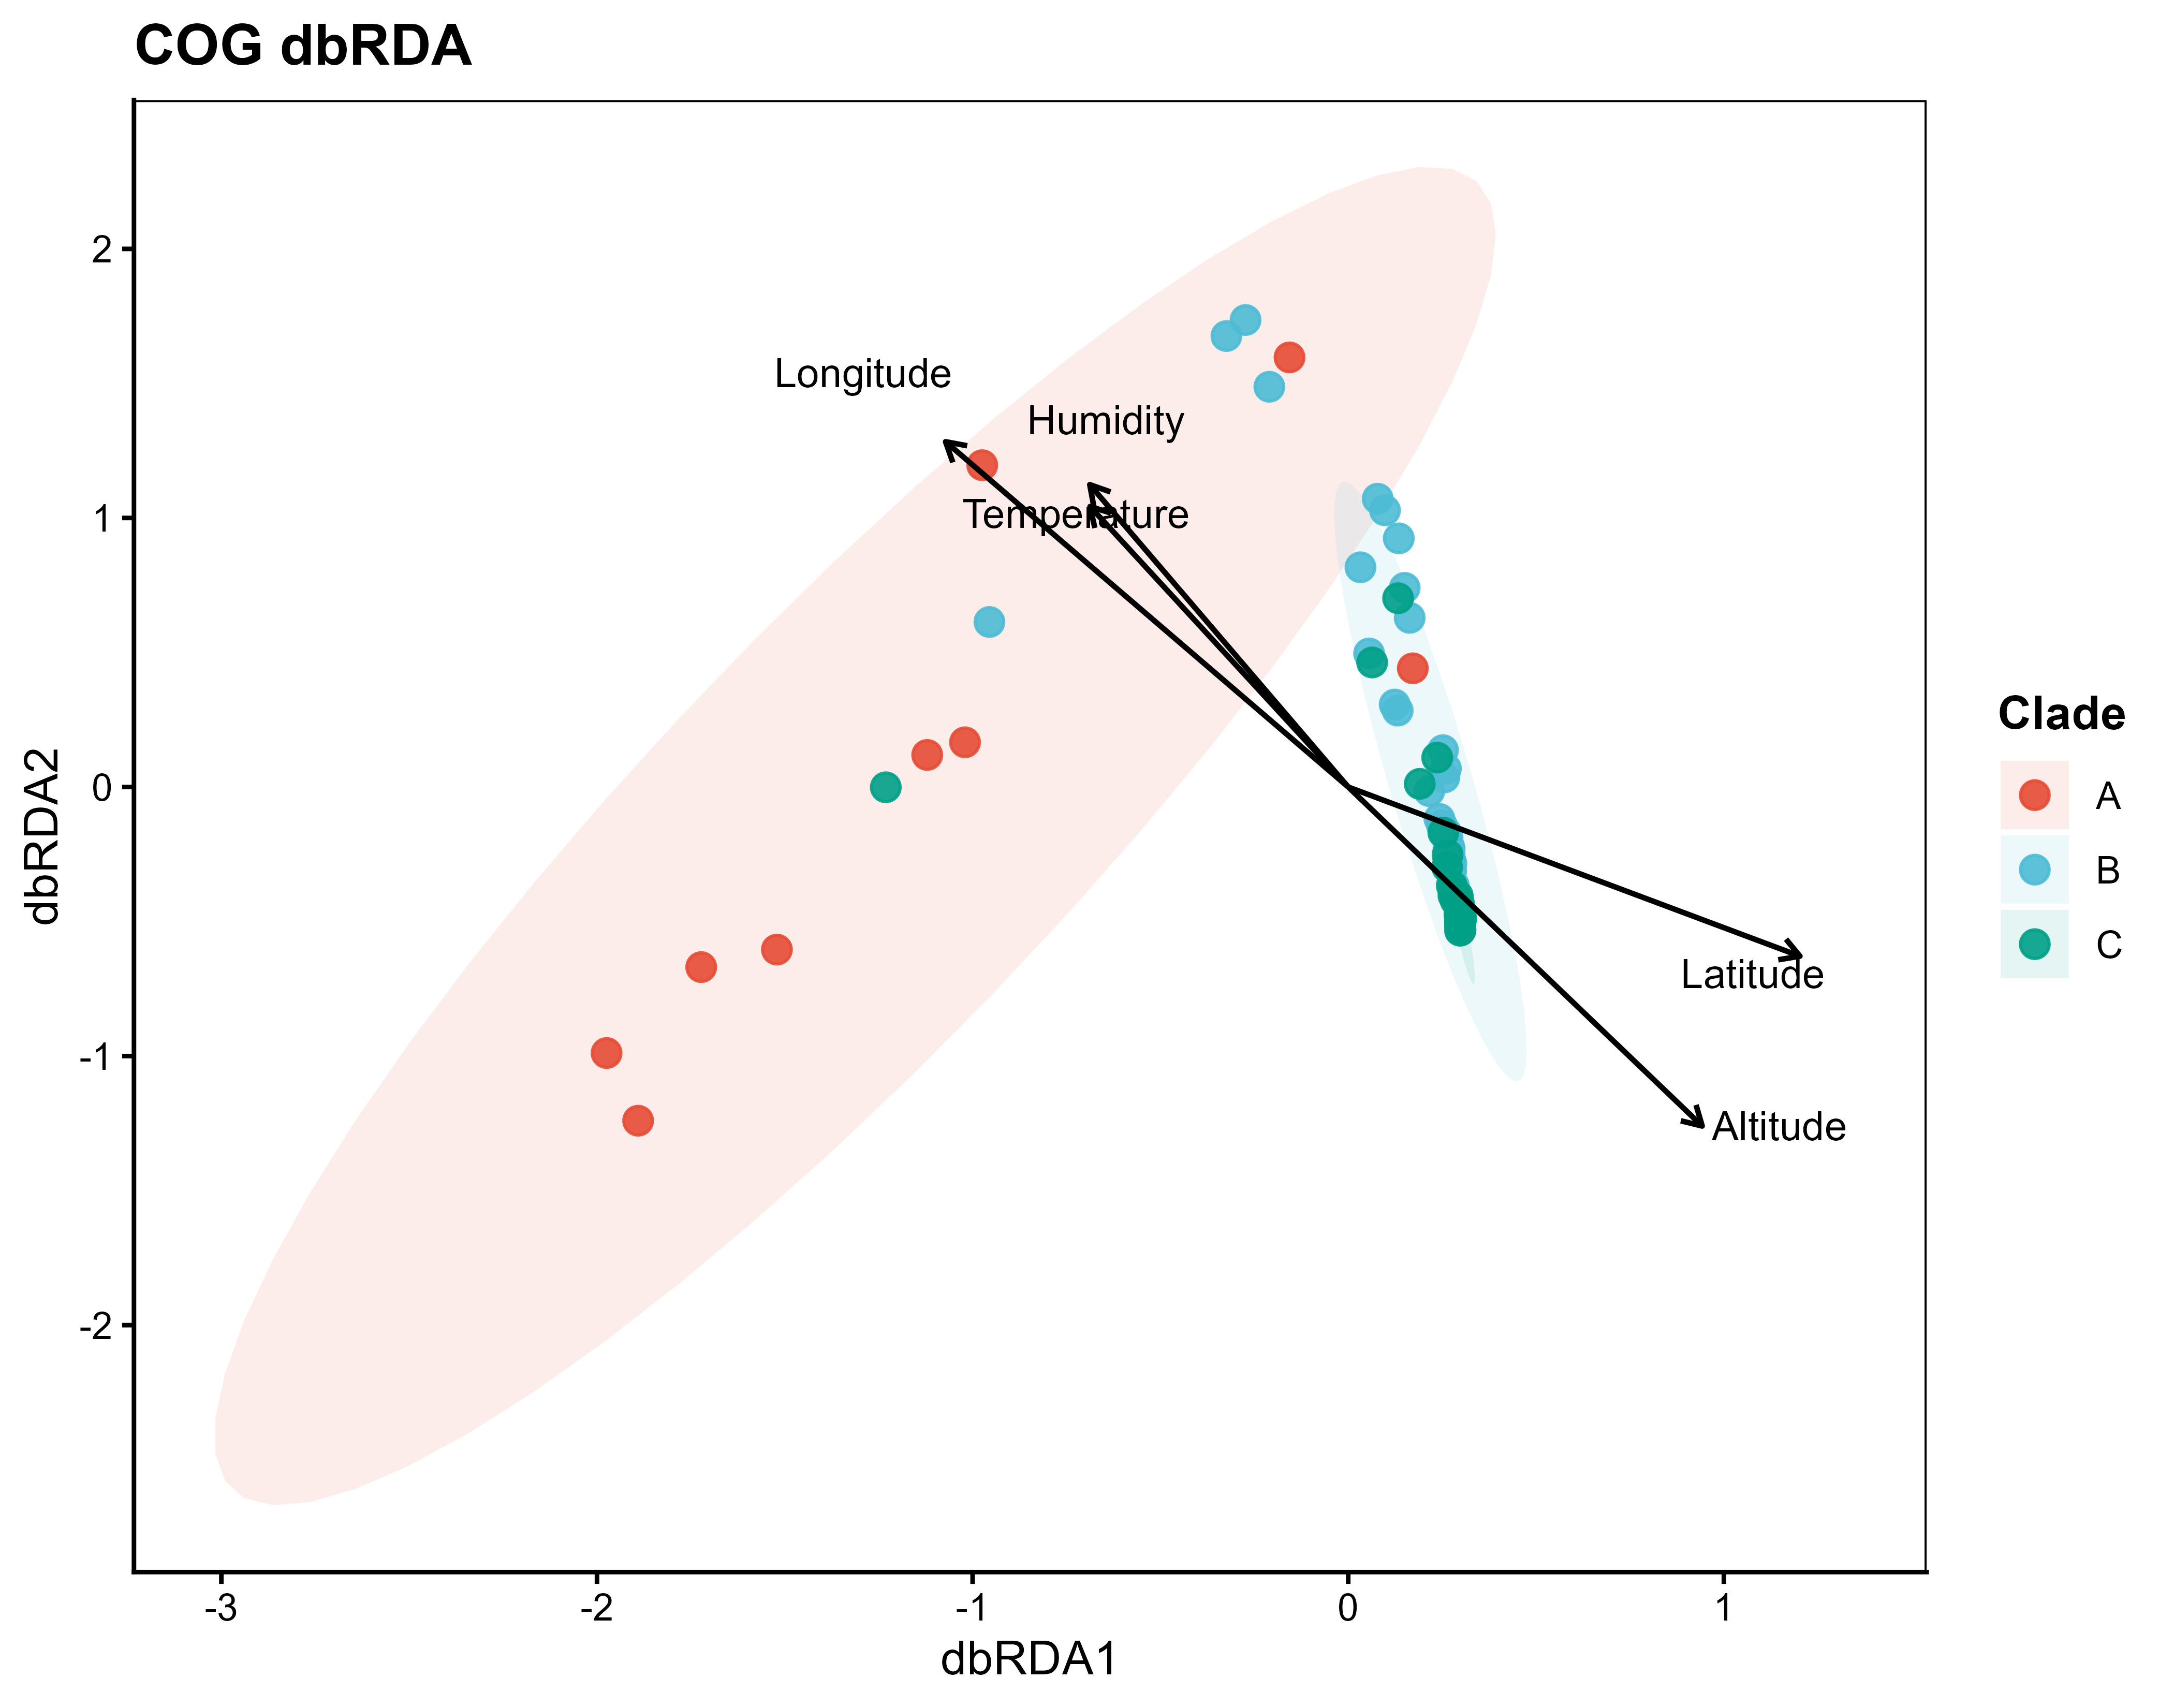 COG dbRDA
dbRDA2
2
1
0
-1
-2
Longitude
Humidity
Temperature
Latitude
Altitude
-3
-2
-1
0
1
dbRDA1
Clade
A
B
C